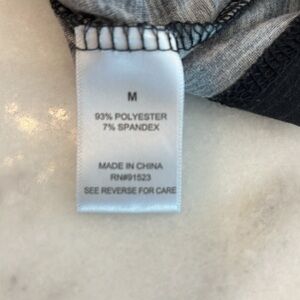 M
93% POLYESTER
7% SPANDEX
MADE IN CHINA
RN#91523
SEE REVERSE FOR CARE